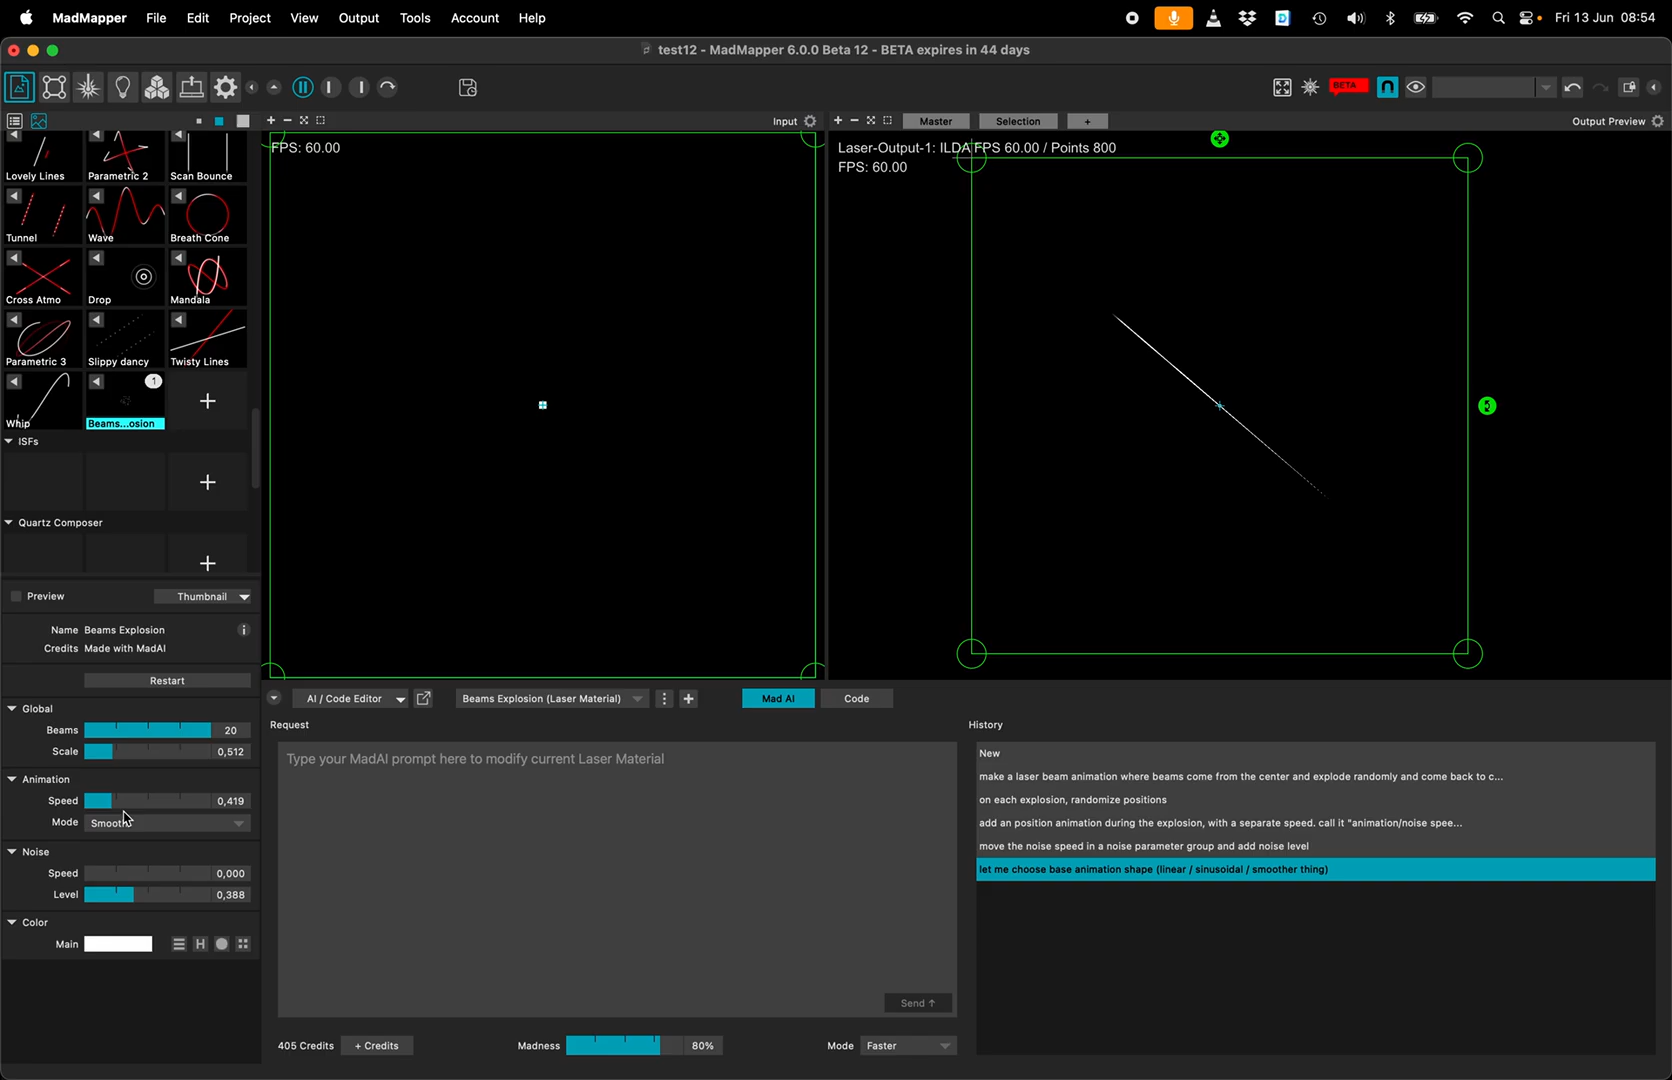 MadMapper File Edit Project View Output Tools Account Help Fri 13 Jun 08:54
test12 - MadMapper 6.0.0 Beta 12 - BETA expires in 44 days
BETA
Input
Master Selection + Output Preview
FPS: 60.00
Laser-Output-1: ILDA FPS 60.00 / Points 800
FPS: 60.00
Lovely Lines Parametric 2 Scan Bounce
Tunnel Wave Breath Cone
Cross Atmo Drop Mandala
Parametric 3 Slippy dancy Twisty Lines
1
Whip Beams...osion
ISFs
Quartz Composer
Preview Thumbnail
Name Beams Explosion
Credits Made with MadAI
Restart
Global
Beams 20
Scale 0,512
Animation
Speed 0,419
Mode Smooth
Noise
Speed 0,000
Level 0,388
Color
Main H
AI / Code Editor Beams Explosion (Laser Material) Mad AI Code
Request
Type your MadAI prompt here to modify current Laser Material
Send ↑
405 Credits + Credits Madness 80% Mode Faster
History
New
make a laser beam animation where beams come from the center and explode randomly and come back to c...
on each explosion, randomize positions
add an position animation during the explosion, with a separate speed. call it "animation/noise spee...
move the noise speed in a noise parameter group and add noise level
let me choose base animation shape (linear / sinusoidal / smoother thing)